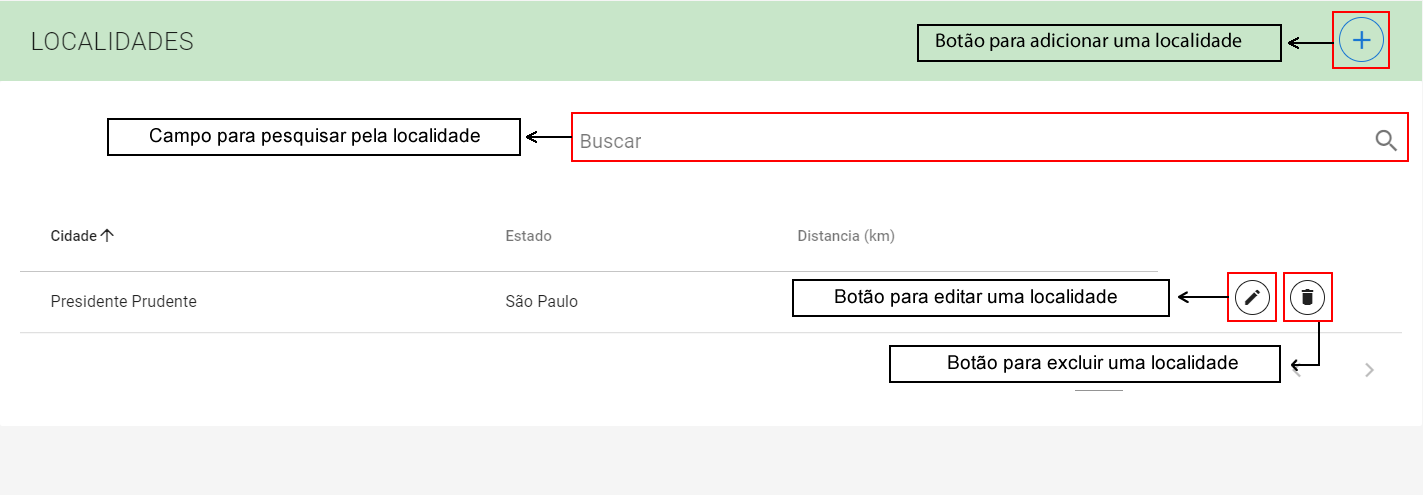 LOCALIDADES
Botão para adicionar uma localidade
Campo para pesquisar pela localidade
Buscar
Cidade
Estado
Distancia (km)
Presidente Prudente
São Paulo
Botão para editar uma localidade
Botão para excluir uma localidade